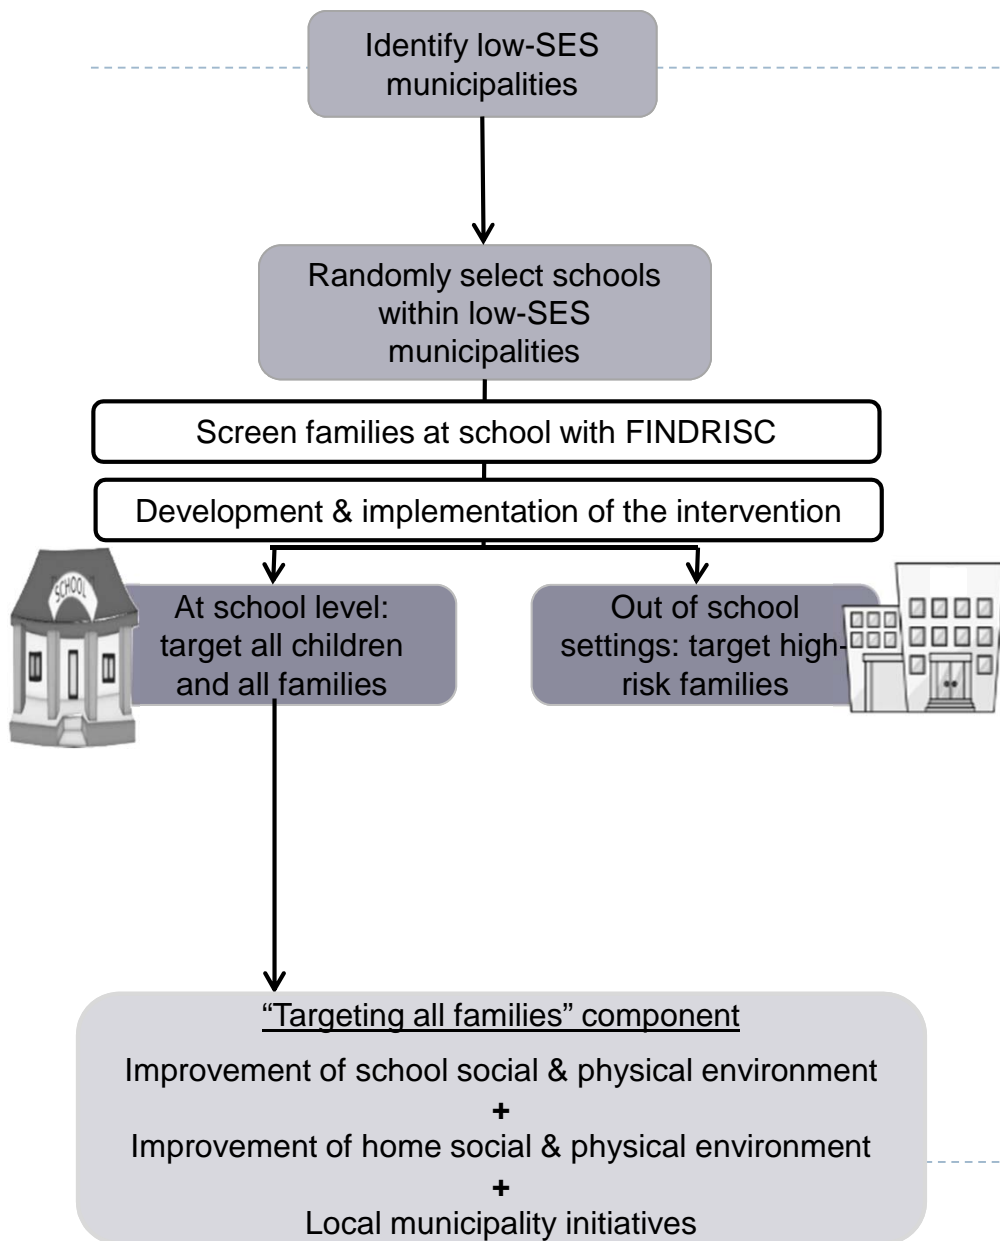 Identify low-SES
municipalities
Randomly select schools
within low-SES
municipalities
Screen families at school with FINDRISC
Development & implementation of the intervention
SCHOOL
At school level:
target all children
and all families
Out of school
settings: target high-
risk families
“Targeting all families” component
Improvement of school social & physical environment
+
Improvement of home social & physical environment
+
Local municipality initiatives